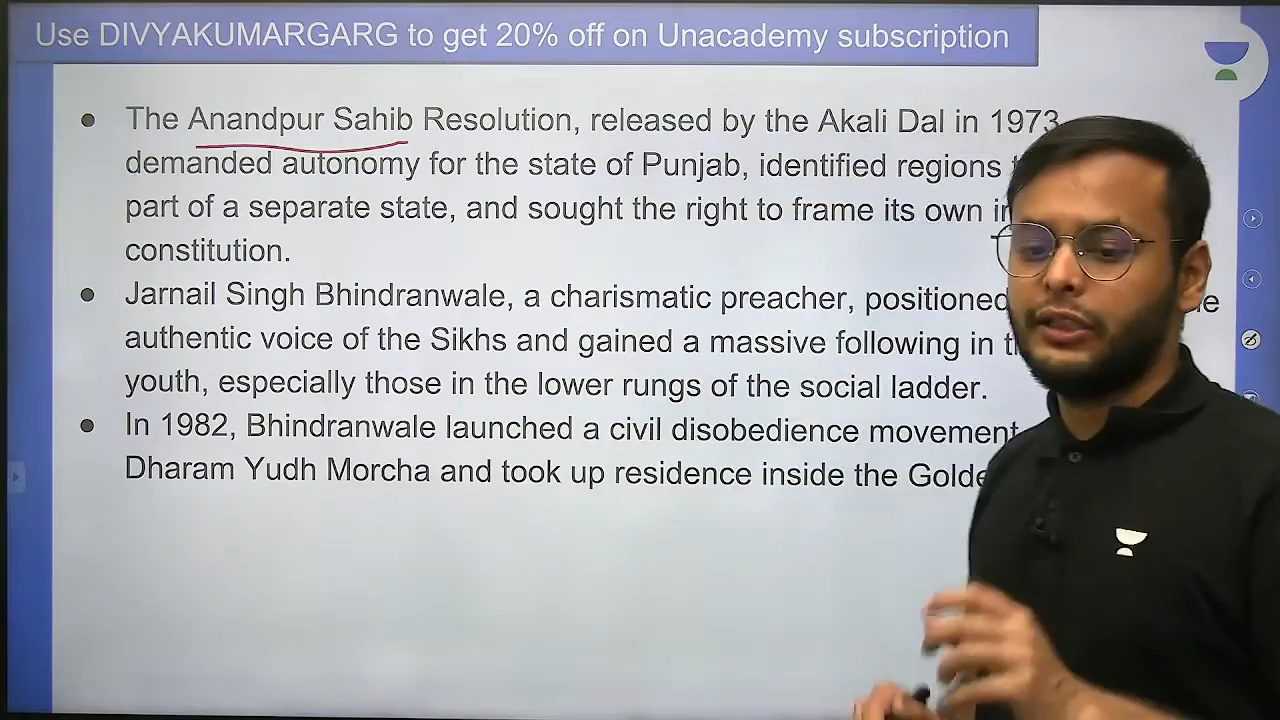 Use DIVYAKUMARGARG to get 20% off on Unacademy subscription
The Anandpur Sahib Resolution, released by the Akali Dal in 1973
demanded autonomy for the state of Punjab, identified regions
part of a separate state, and sought the right to frame its own
constitution.
Jarnail Singh Bhindranwale, a charismatic preacher, positioned
authentic voice of the Sikhs and gained a massive following in
youth, especially those in the lower rungs of the social ladder.
In 1982, Bhindranwale launched a civil disobedience movement
Dharam Yudh Morcha and took up residence inside the